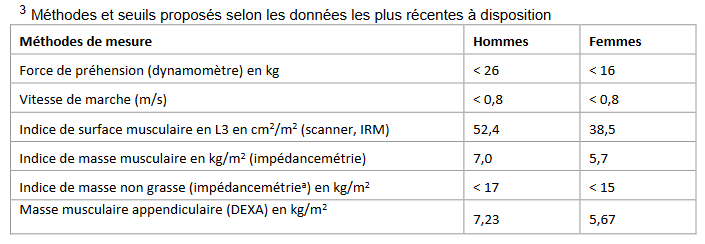 ³ Méthodes et seuils proposés selon les données les plus récentes à disposition
Méthodes de mesure Hommes Femmes
Force de préhension (dynamomètre) en kg < 26 < 16
Vitesse de marche (m/s) < 0,8 < 0,8
Indice de surface musculaire en L3 en cm²/m² (scanner, IRM) 52,4 38,5
Indice de masse musculaire en kg/m² (impédancemétrie) 7,0 5,7
Indice de masse non grasse (impédancemétrieᵃ) en kg/m² < 17 < 15
Masse musculaire appendiculaire (DEXA) en kg/m² 7,23 5,67